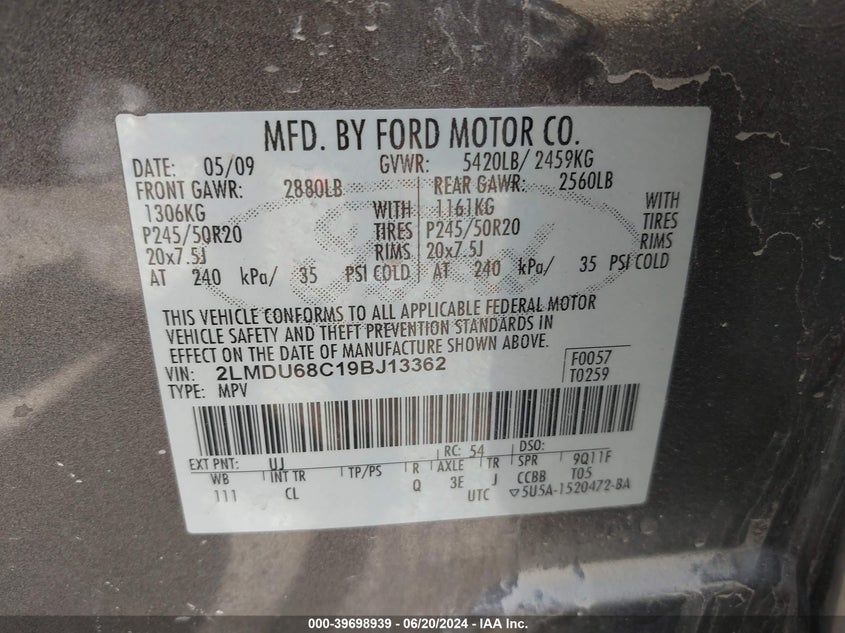 MFD. BY FORD MOTOR CO.
DATE: 05/09 GVWR: 5420LB/ 2459KG
FRONT GAWR: 2880LB REAR GAWR: 2560LB
1306KG WITH 1161KG WITH
P245/50R20 TIRES P245/50R20 TIRES
20x7.5J RIMS 20x7.5J RIMS
AT 240 kPa/ 35 PSI COLD AT 240 kPa/ 35 PSI COLD
THIS VEHICLE CONFORMS TO ALL APPLICABLE FEDERAL MOTOR
VEHICLE SAFETY AND THEFT PREVENTION STANDARDS IN
EFFECT ON THE DATE OF MANUFACTURE SHOWN ABOVE.
VIN: 2LMDU68C19BJ13362 F0057
TYPE: MPV T0259
EXT PNT: UJ RC: 54 DSO:
WB INT TR TP/PS R AXLE TR SPR 9Q11F
111 CL Q 3E J CCBB T05
UTC ▽5U5A-1520472-BA
000-39698939 - 06/20/2024 - IAA Inc.